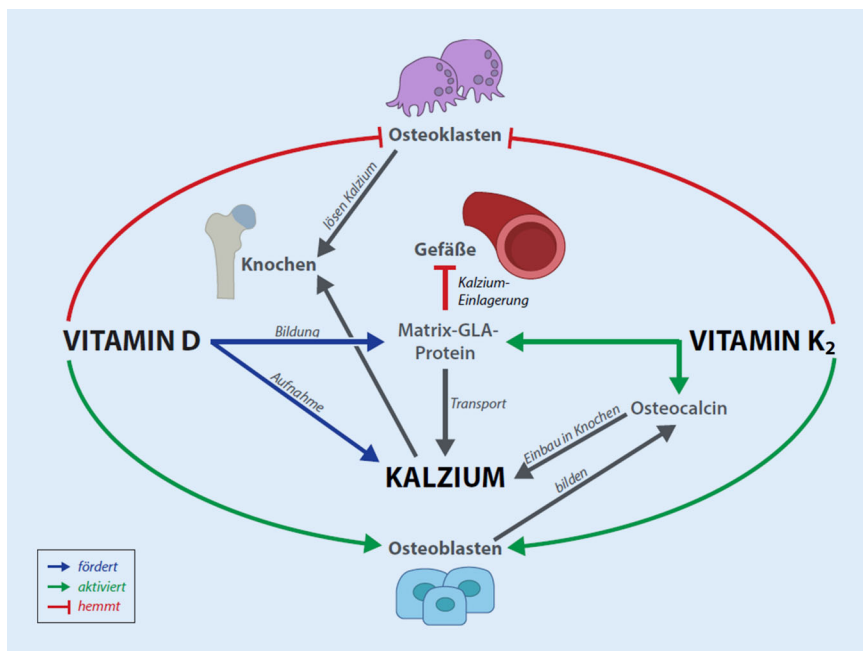 Osteoklasten
lösen Kalzium
Gefäße
Knochen
Kalzium-
Einlagerung
VITAMIN D
Bildung
Matrix-GLA-
Protein
VITAMIN K₂
Aufnahme
Transport
Osteocalcin
Einbau in Knochen
KALZIUM
bilden
Osteoblasten
fördert
aktiviert
hemmt